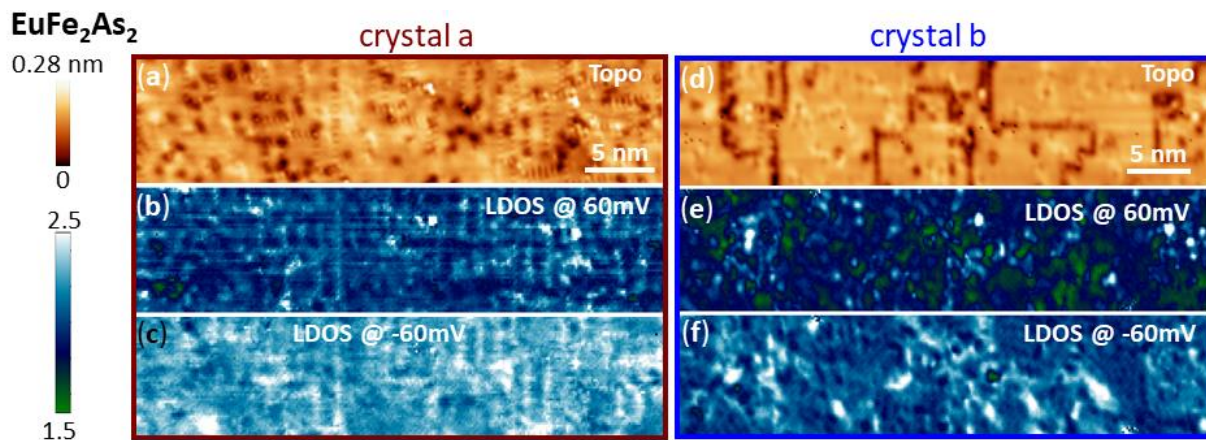 EuFe₂As₂
crystal a
crystal b
0.28 nm
0
2.5
1.5
(a)
Topo
5 nm
(b)
LDOS @ 60mV
(c)
LDOS @ -60mV
(d)
Topo
5 nm
(e)
LDOS @ 60mV
(f)
LDOS @ -60mV